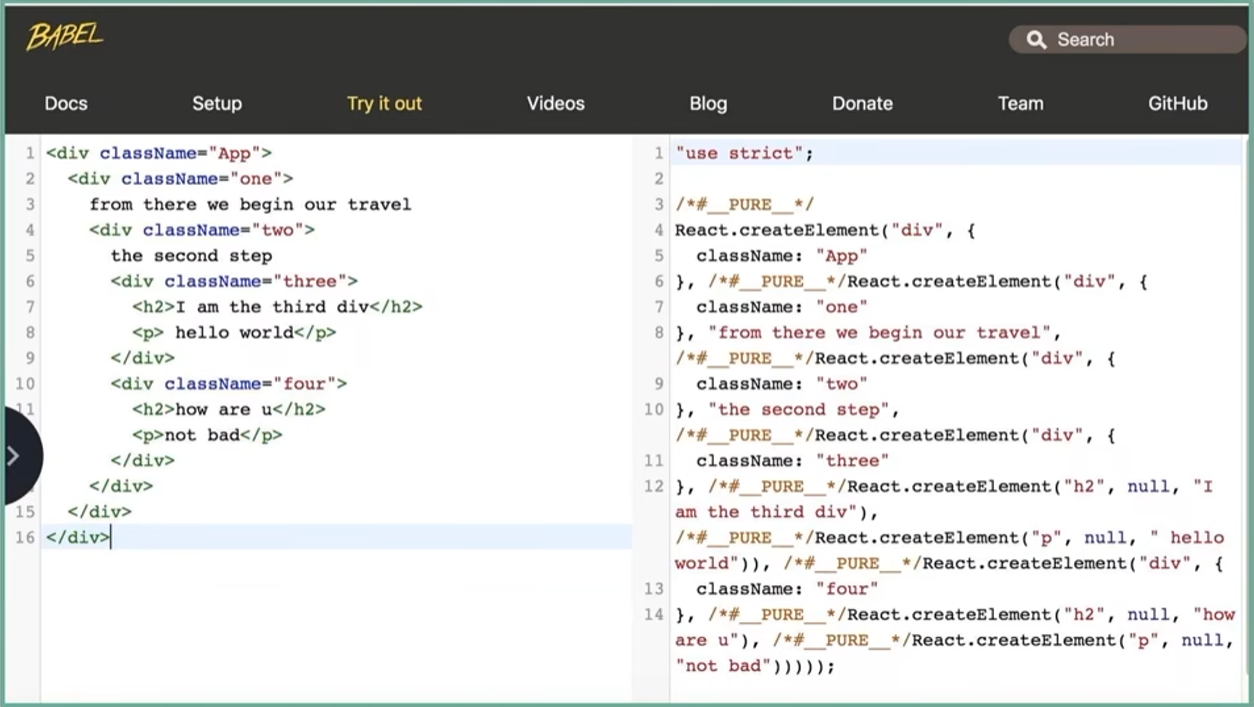 BABEL
Search
Docs Setup Try it out Videos Blog Donate Team GitHub
1 <div className="App">
2 <div className="one">
3 from there we begin our travel
4 <div className="two">
5 the second step
6 <div className="three">
7 <h2>I am the third div</h2>
8 <p> hello world</p>
9 </div>
10 <div className="four">
11 <h2>how are u</h2>
<p>not bad</p>
</div>
</div>
15 </div>
16 </div>
1 "use strict";
2
3 /*#__PURE__*/
4 React.createElement("div", {
5 className: "App"
6 }, /*#__PURE__*/React.createElement("div", {
7 className: "one"
8 }, "from there we begin our travel",
/*#__PURE__*/React.createElement("div", {
9 className: "two"
10 }, "the second step",
/*#__PURE__*/React.createElement("div", {
11 className: "three"
12 }, /*#__PURE__*/React.createElement("h2", null, "I
am the third div"),
/*#__PURE__*/React.createElement("p", null, " hello
world")), /*#__PURE__*/React.createElement("div", {
13 className: "four"
14 }, /*#__PURE__*/React.createElement("h2", null, "how
are u"), /*#__PURE__*/React.createElement("p", null,
"not bad")))));